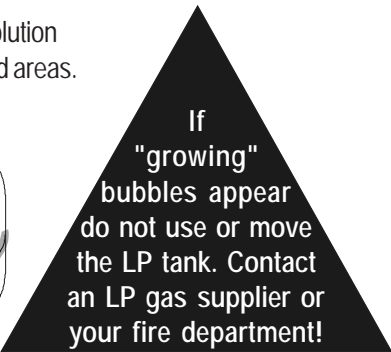 olution
d areas.
If
"growing"
bubbles appear
do not use or move
the LP tank. Contact
an LP gas supplier or
your fire department!